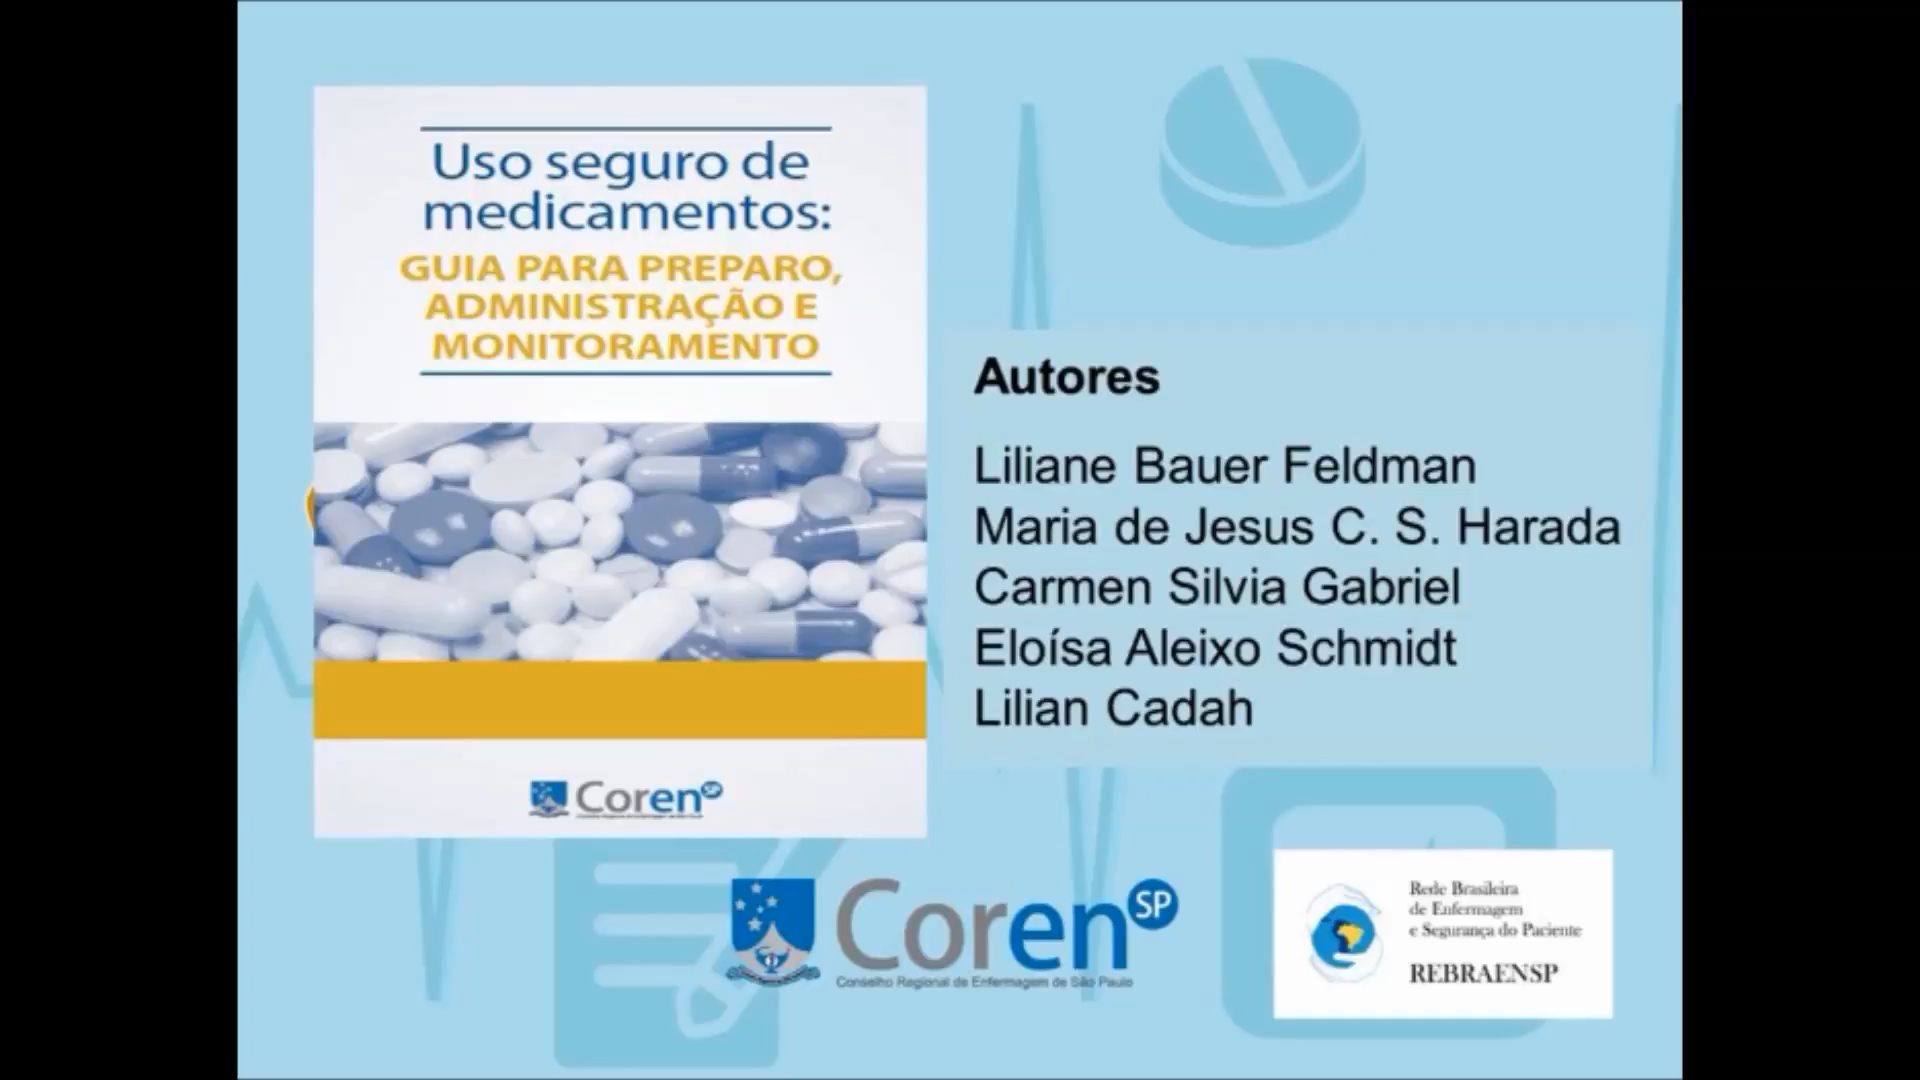 Uso seguro de
medicamentos:
GUIA PARA PREPARO,
ADMINISTRAÇÃO E
MONITORAMENTO
Coren SP
Autores
Liliane Bauer Feldman
Maria de Jesus C. S. Harada
Carmen Silvia Gabriel
Eloísa Aleixo Schmidt
Lilian Cadah
Coren SP
Conselho Regional de Enfermagem de São Paulo
Rede Brasileira
de Enfermagem
e Segurança do Paciente
REBRAENSP